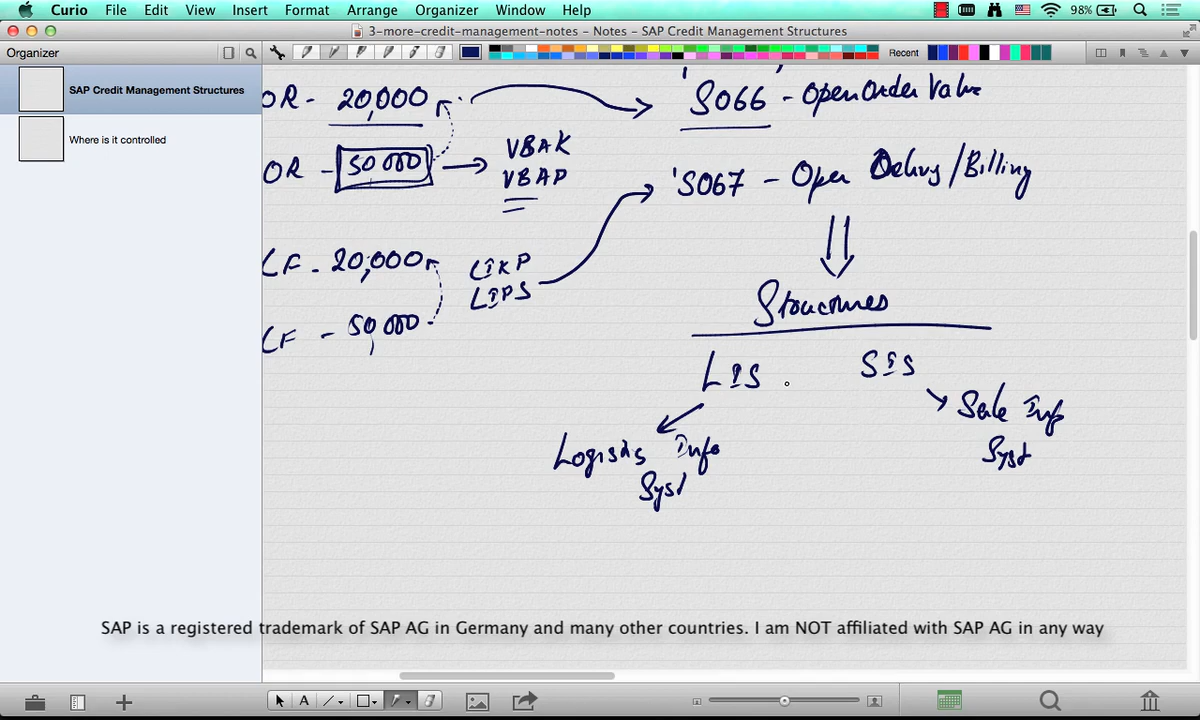 Curio File Edit View Insert Format Arrange Organizer Window Help 98%
3-more-credit-management-notes - Notes - SAP Credit Management Structures
Organizer
Recent
SAP Credit Management Structures
Where is it controlled
OR - 20,000
'S066' - Open Order Value
OR - 50 000
VBAK
VBAP
'S067 - Open Delivy/Billing
LF - 20,000
LIKP
LIPS
LF - 50,000
Structures
LIS
SIS
Sale Inf
Syst
Logistics Info
Syst
SAP is a registered trademark of SAP AG in Germany and many other countries. I am NOT affiliated with SAP AG in any way
A